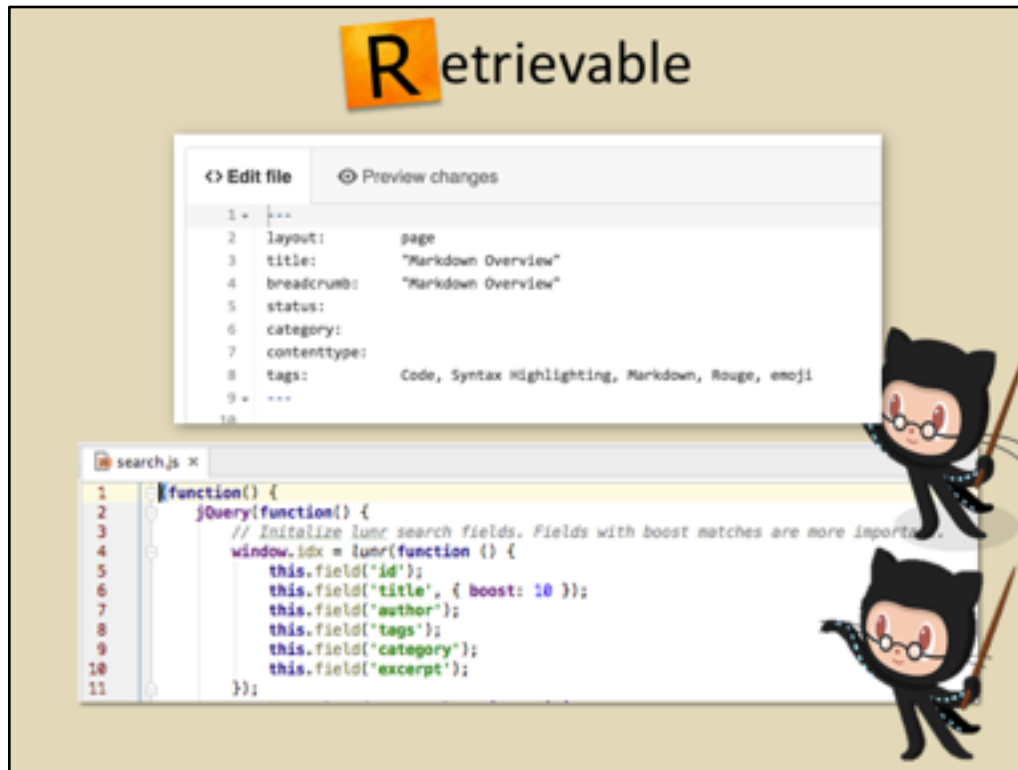 Retrievable
<> Edit file Preview changes
1 ---
2 layout: page
3 title: "Markdown Overview"
4 breadcrumb: "Markdown Overview"
5 status:
6 category:
7 contenttype:
8 tags: Code, Syntax Highlighting, Markdown, Rouge, emoji
9 ---
10
search.js ×
1 (function() {
2 jQuery(function() {
3 // Initalize lunr search fields. Fields with boost matches are more
4 window.idx = lunr(function () {
5 this.field('id');
6 this.field('title', { boost: 10 });
7 this.field('author');
8 this.field('tags');
9 this.field("category");
10 this.field('excerpt');
11 });